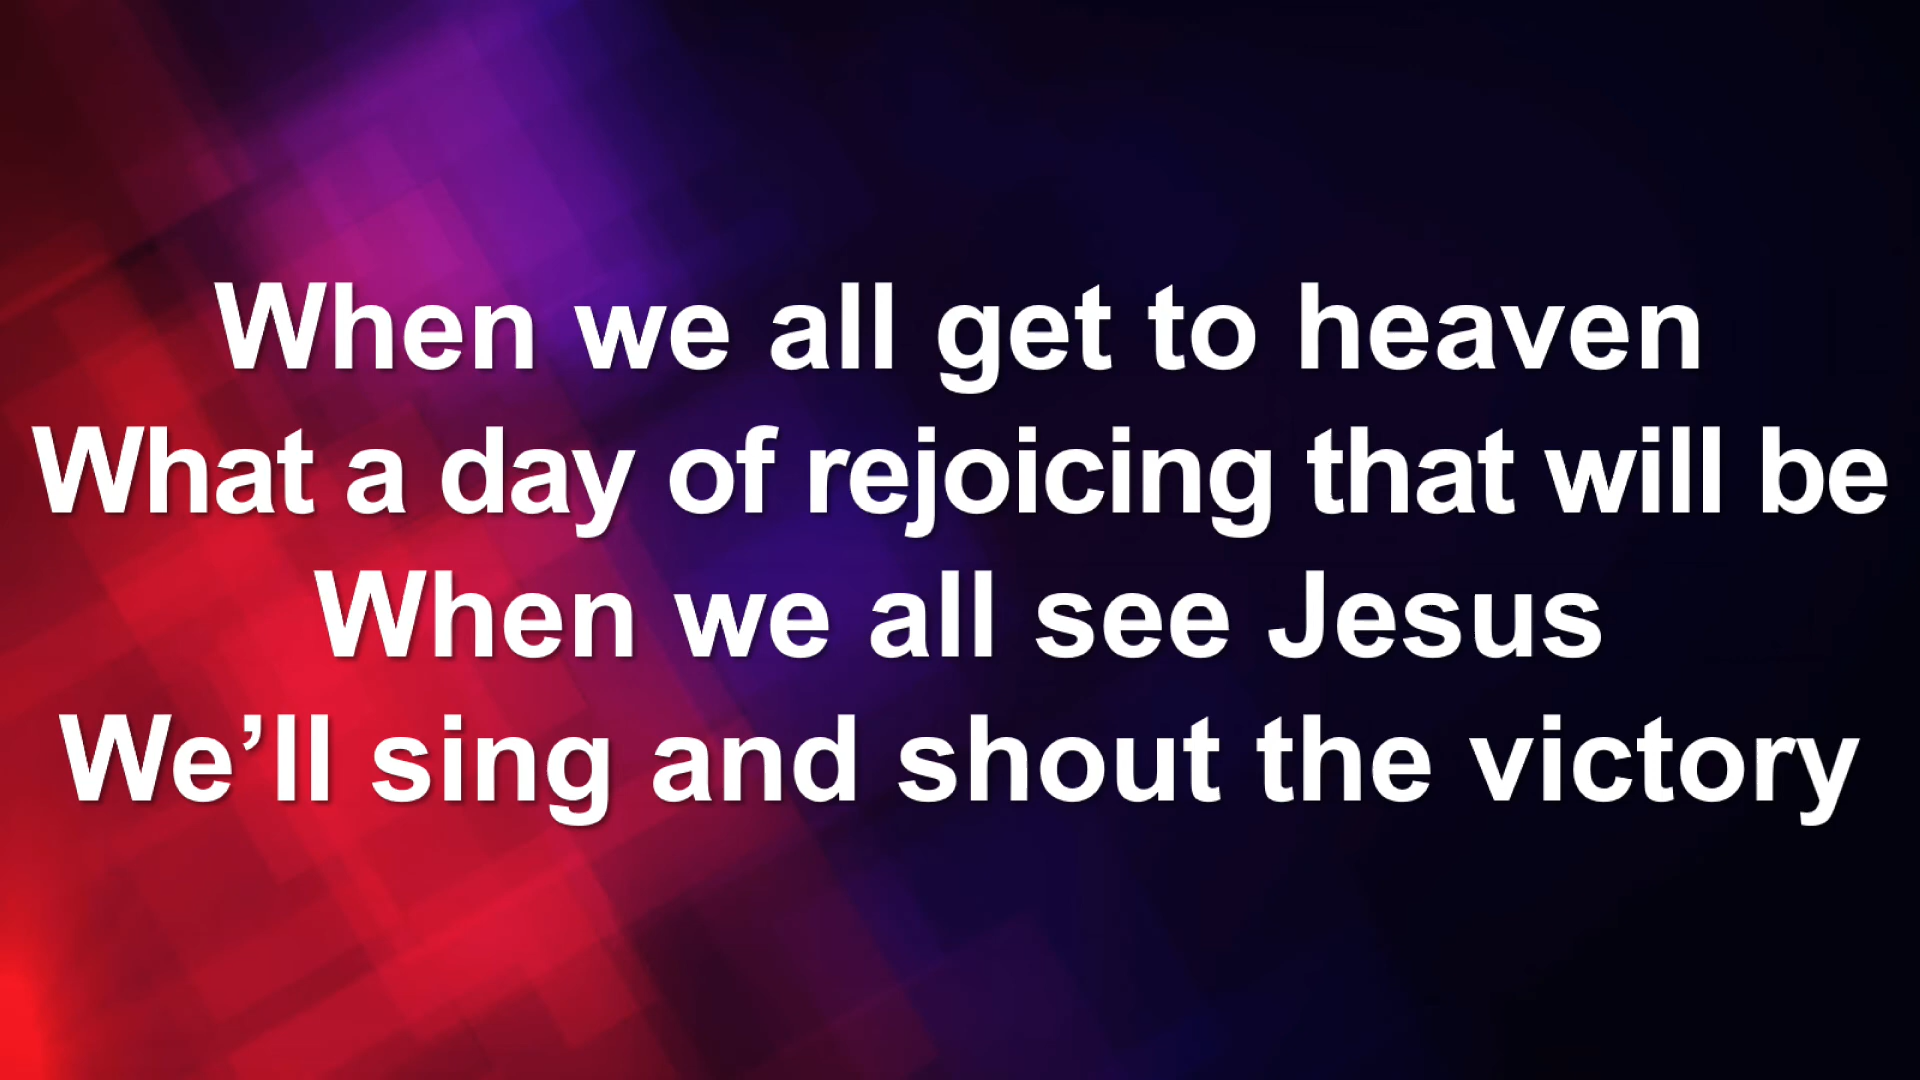 When we all get to heaven
What a day of rejoicing that will be
When we all see Jesus
We’ll sing and shout the victory